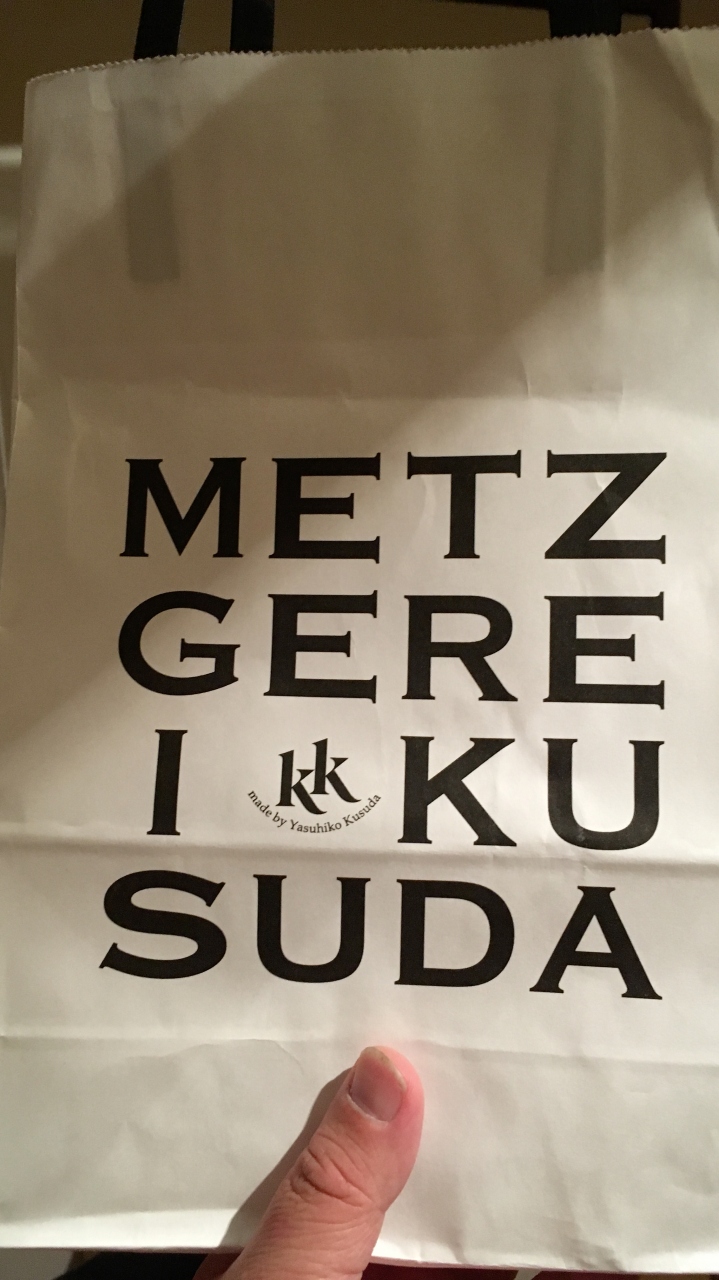 METZ
GERE
I kk KU
made by Yasuhiko Kusuda
SUDA